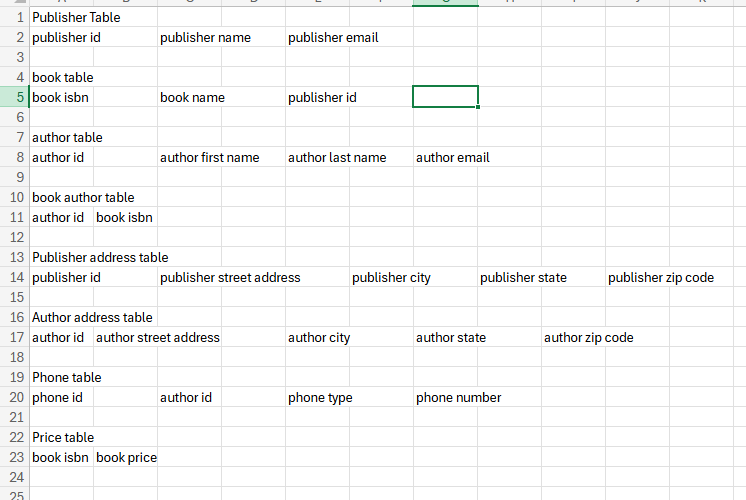 1 Publisher Table
2 publisher id publisher name publisher email
3
4 book table
5 book isbn book name publisher id
6
7 author table
8 author id author first name author last name author email
9
10 book author table
11 author id book isbn
12
13 Publisher address table
14 publisher id publisher street address publisher city publisher state publisher zip code
15
16 Author address table
17 author id author street address author city author state author zip code
18
19 Phone table
20 phone id author id phone type phone number
21
22 Price table
23 book isbn book price
24
25